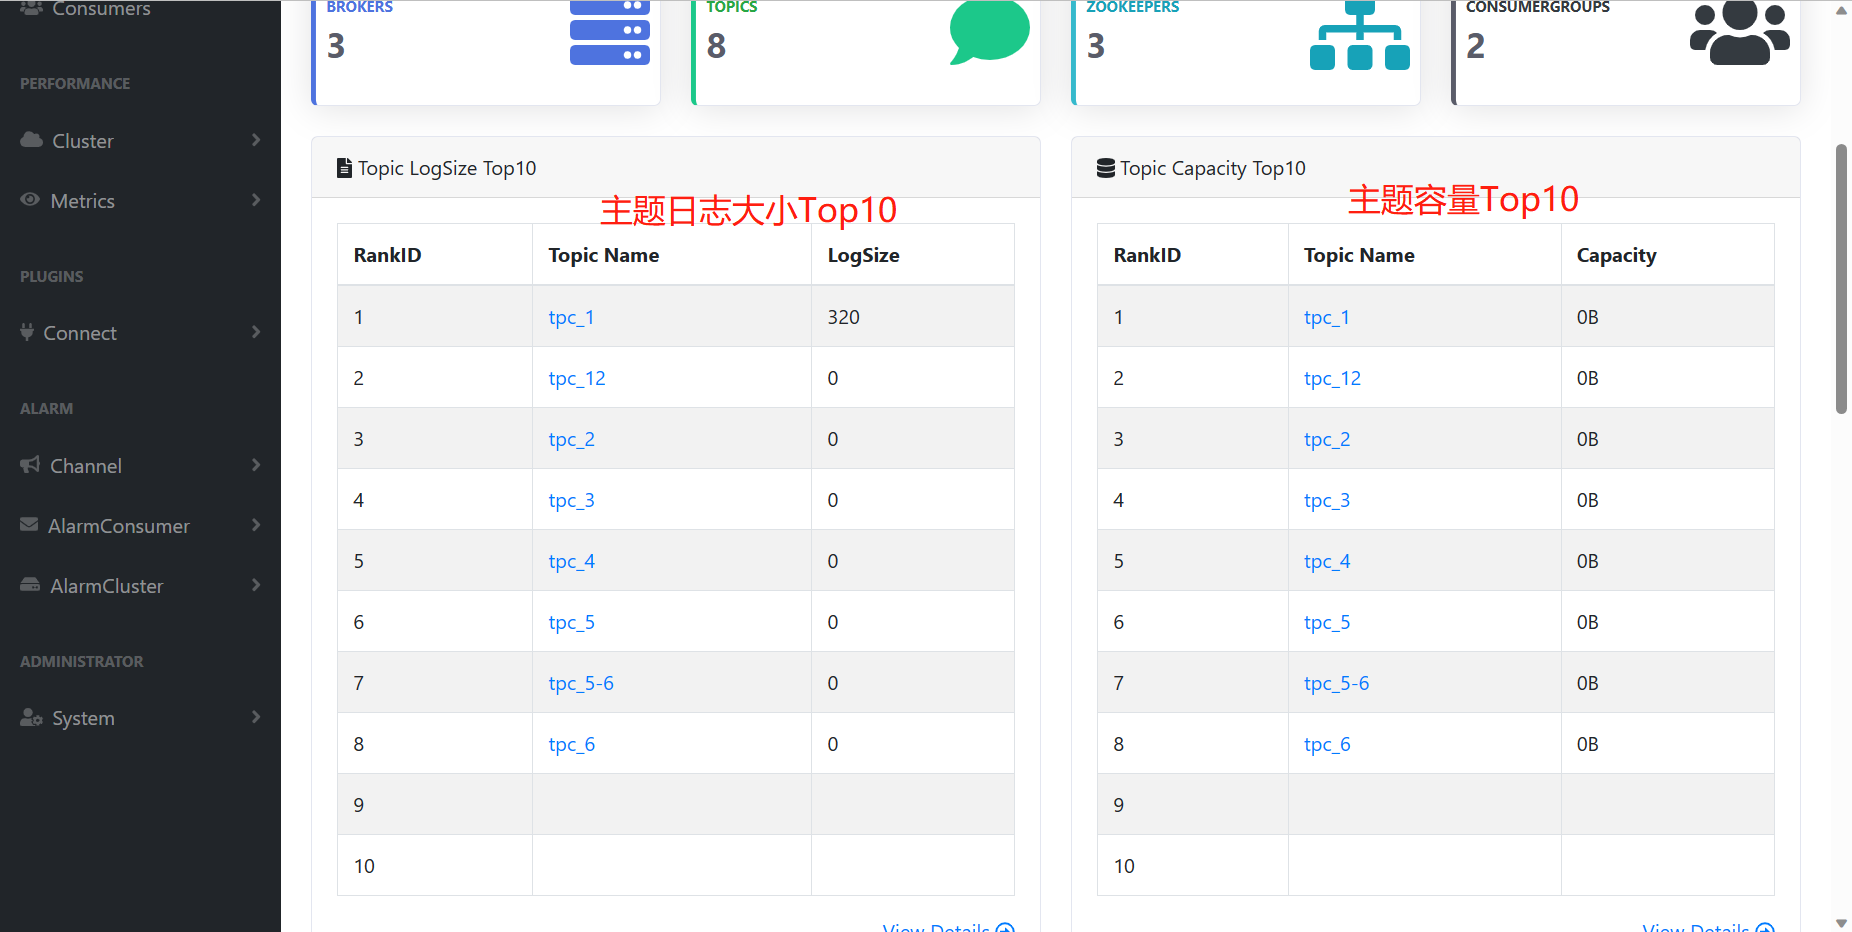 Consumers
PERFORMANCE
Cluster
Metrics
PLUGINS
Connect
ALARM
Channel
AlarmConsumer
AlarmCluster
ADMINISTRATOR
System
BROKERS
3
TOPICS
8
ZOOKEEPERS
3
CONSUMERGROUPS
2
Topic LogSize Top10
主题日志大小Top10
RankID Topic Name LogSize
1 tpc_1 320
2 tpc_12 0
3 tpc_2 0
4 tpc_3 0
5 tpc_4 0
6 tpc_5 0
7 tpc_5-6 0
8 tpc_6 0
9
10
View Details
Topic Capacity Top10
主题容量Top10
RankID Topic Name Capacity
1 tpc_1 0B
2 tpc_12 0B
3 tpc_2 0B
4 tpc_3 0B
5 tpc_4 0B
6 tpc_5 0B
7 tpc_5-6 0B
8 tpc_6 0B
9
10
View Details